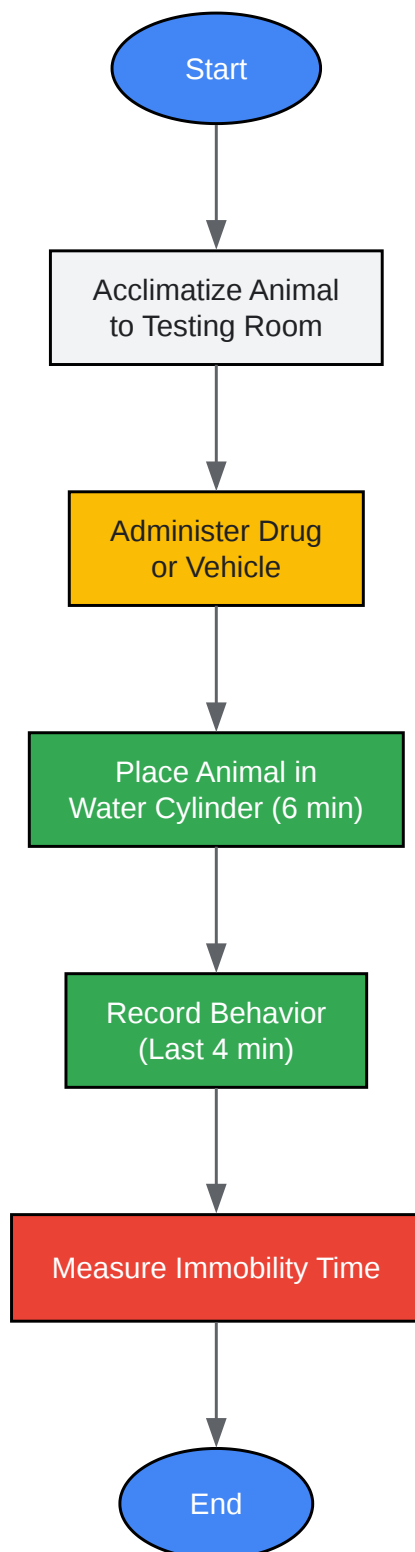 Start
Acclimatize Animal
to Testing Room
Administer Drug
or Vehicle
Place Animal in
Water Cylinder (6 min)
Record Behavior
(Last 4 min)
Measure Immobility Time
End